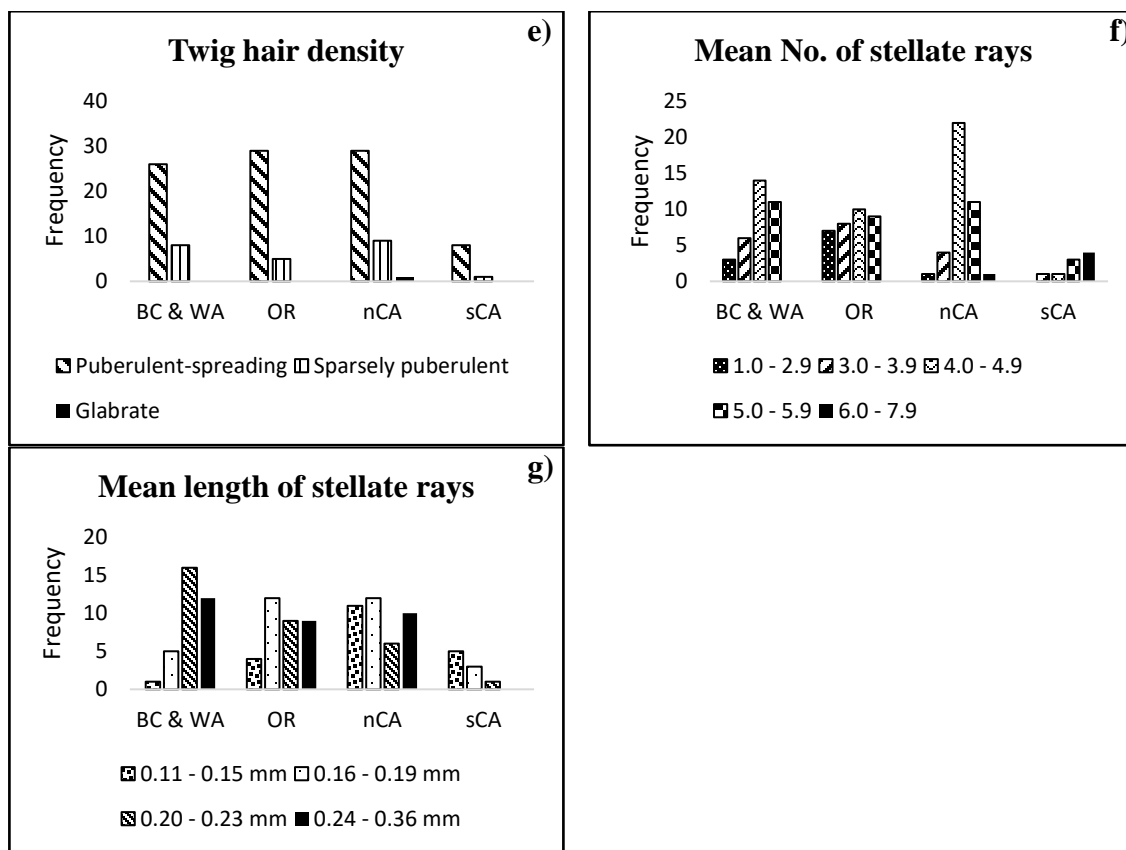 e)
Twig hair density
Frequency
40
30
20
10
0
BC & WA OR nCA sCA
Puberulent-spreading Sparsely puberulent
Glabrate
f)
Mean No. of stellate rays
Frequency
25
20
15
10
5
0
BC & WA OR nCA sCA
1.0 - 2.9 3.0 - 3.9 4.0 - 4.9
5.0 - 5.9 6.0 - 7.9
g)
Mean length of stellate rays
Frequency
20
15
10
5
0
BC & WA OR nCA sCA
0.11 - 0.15 mm 0.16 - 0.19 mm
0.20 - 0.23 mm 0.24 - 0.36 mm